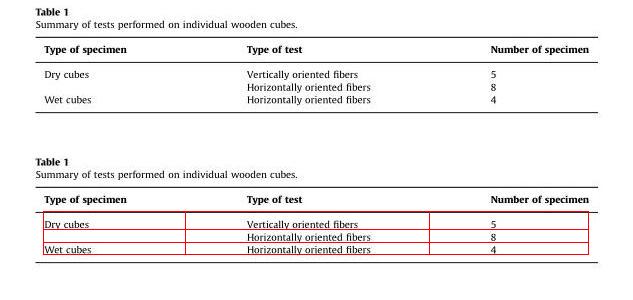 Table 1
Summary of tests performed on individual wooden cubes.
Type of specimen Type of test Number of specimen
Dry cubes Vertically oriented fibers 5
Horizontally oriented fibers 8
Wet cubes Horizontally oriented fibers 4
Table 1
Summary of tests performed on individual wooden cubes.
Type of specimen Type of test Number of specimen
Dry cubes Vertically oriented fibers 5
Horizontally oriented fibers 8
Wet cubes Horizontally oriented fibers 4